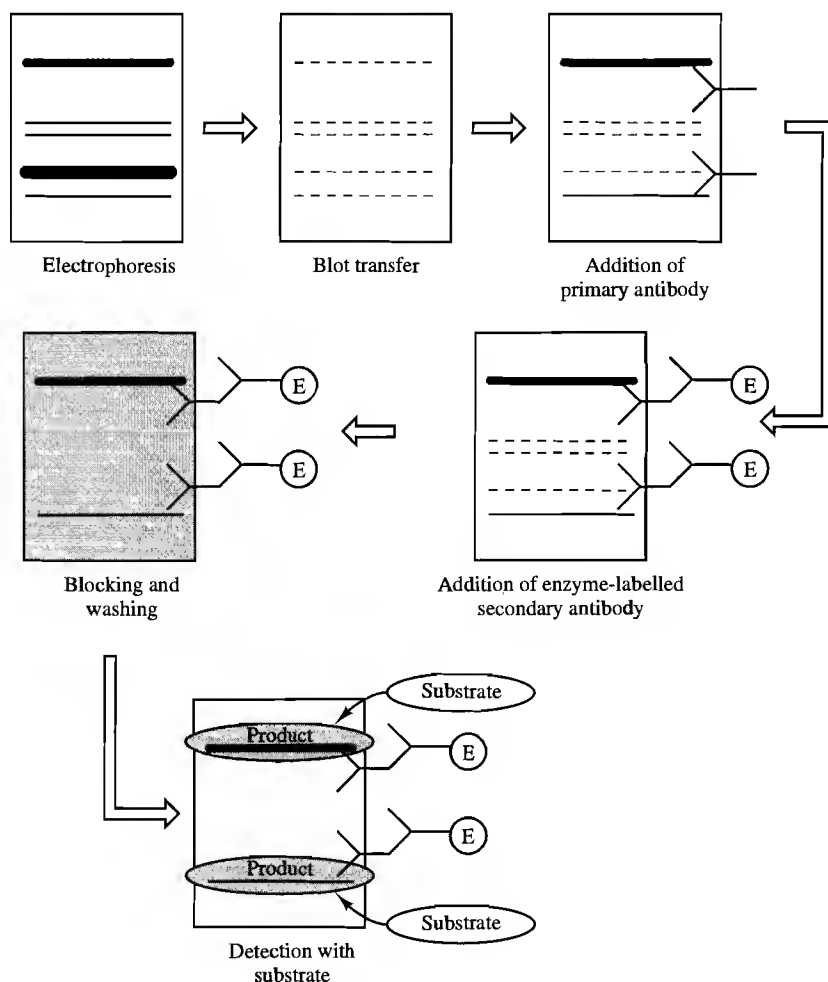 Electrophoresis
Blot transfer
Addition of
primary antibody
E
E
E
E
Blocking and
washing
Addition of enzyme-labelled
secondary antibody
Substrate
Product
E
E
Product
Substrate
Detection with
substrate